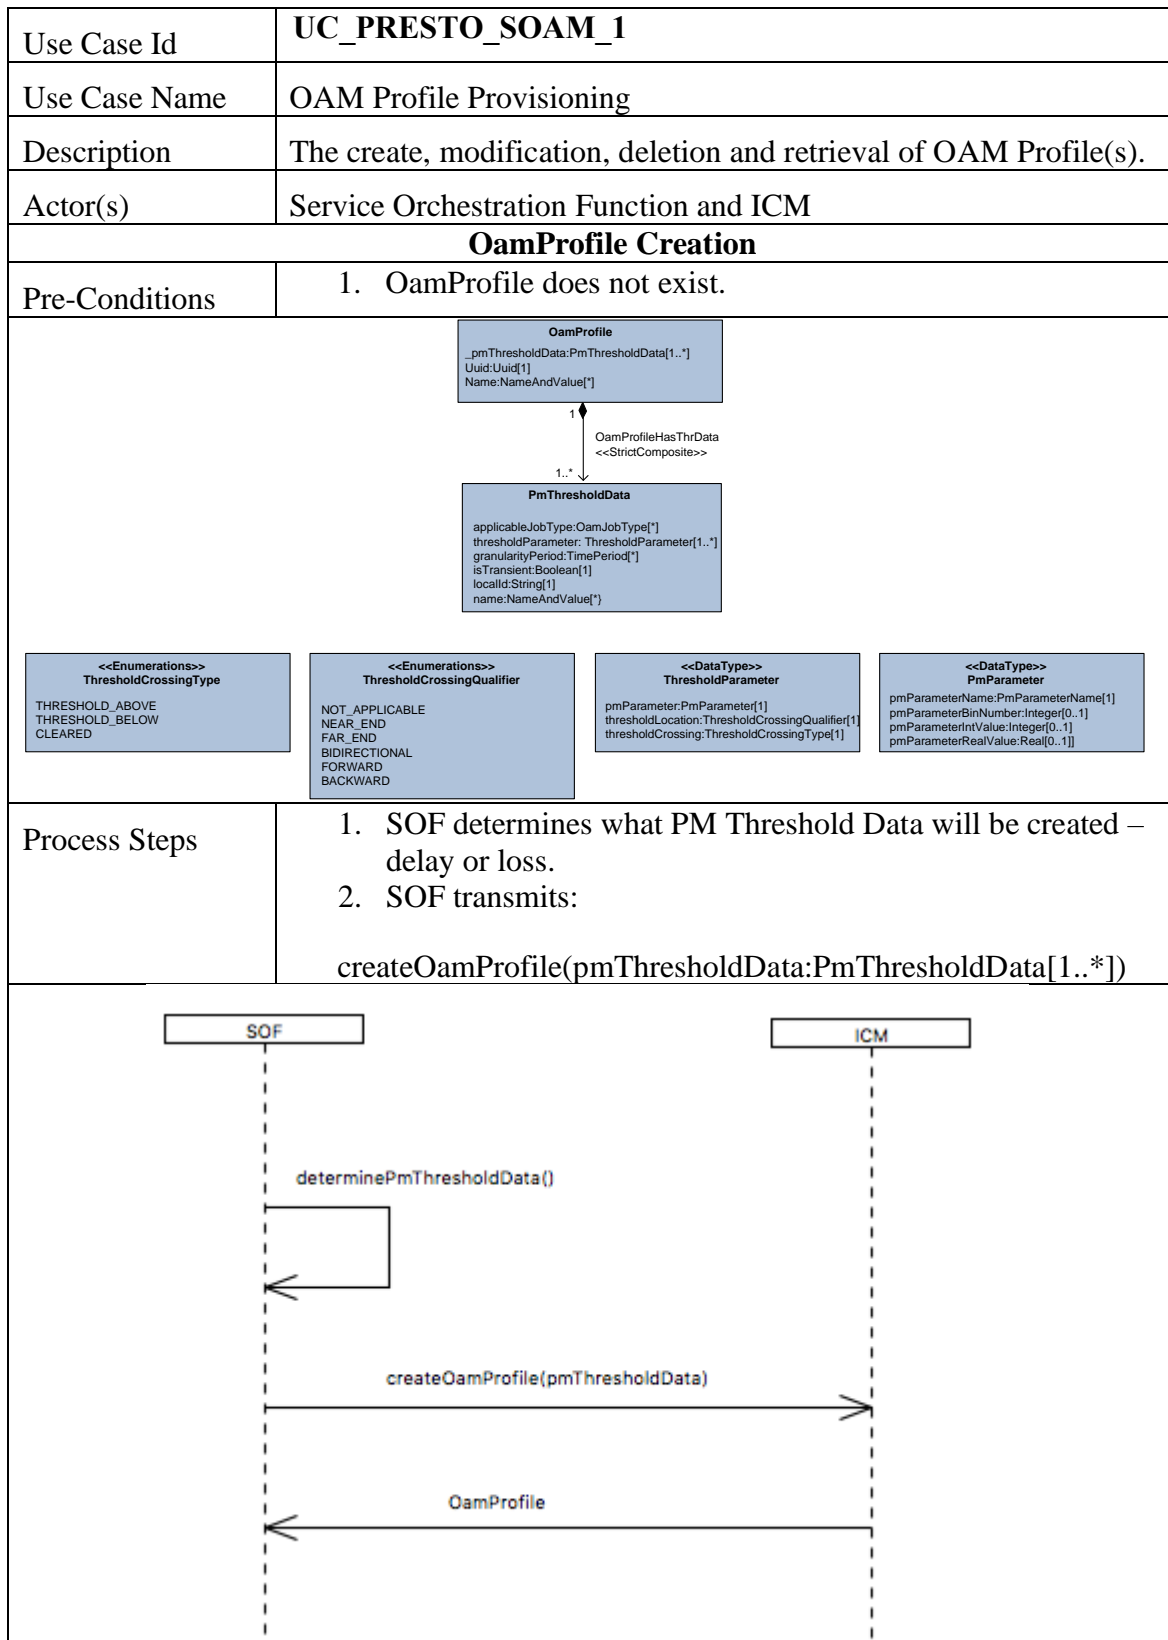 Use Case Id
UC_PRESTO_SOAM_1
Use Case Name
OAM Profile Provisioning
Description
The create, modification, deletion and retrieval of OAM Profile(s).
Actor(s)
Service Orchestration Function and ICM
OamProfile Creation
Pre-Conditions
1. OamProfile does not exist.
OamProfile
_pmThresholdData:PmThresholdData[1..*]
Uuid:Uuid[1]
Name:NameAndValue[*]
1
OamProfileHasThrData
<<StrictComposite>>
1..*
PmThresholdData
applicableJobType:OamJobType[*]
thresholdParameter: ThresholdParameter[1..*]
granularityPeriod:TimePeriod[*]
isTransient:Boolean[1]
localId:String[1]
name:NameAndValue[*}
<<Enumerations>>
ThresholdCrossingType
THRESHOLD_ABOVE
THRESHOLD_BELOW
CLEARED
<<Enumerations>>
ThresholdCrossingQualifier
NOT_APPLICABLE
NEAR_END
FAR_END
BIDIRECTIONAL
FORWARD
BACKWARD
<<DataType>>
ThresholdParameter
pmParameter:PmParameter[1]
thresholdLocation:ThresholdCrossingQualifier[1]
thresholdCrossing:ThresholdCrossingType[1]
<<DataType>>
PmParameter
pmParameterName:PmParameterName[1]
pmParameterBinNumber:Integer[0..1]
pmParameterIntValue:Integer[0..1]
pmParameterRealValue:Real[0..1]]
Process Steps
1. SOF determines what PM Threshold Data will be created –
delay or loss.
2. SOF transmits:
createOamProfile(pmThresholdData:PmThresholdData[1..*])
SOF
ICM
determinePmThresholdData()
createOamProfile(pmThresholdData)
OamProfile